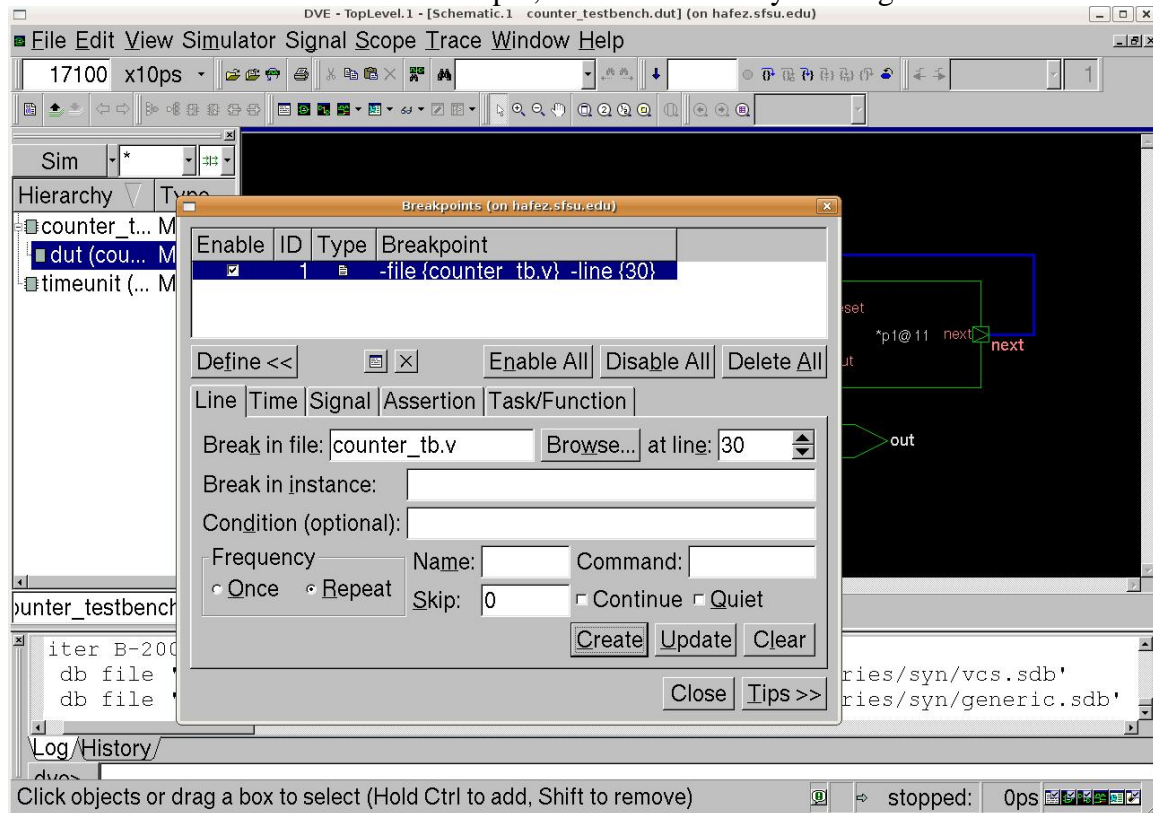 DVE - TopLevel.1 - [Schematic.1 counter_testbench.dut] (on hafez.sfsu.edu)
File Edit View Simulator Signal Scope Trace Window Help
17100 x10ps 1
Sim *
Hierarchy
counter_t... M
dut (cou... M
timeunit (... M
Breakpoints (on hafez.sfsu.edu)
Enable ID Type Breakpoint
1 -file {counter_tb.v} -line {30}
Define << Enable All Disable All Delete All
Line Time Signal Assertion Task/Function
Break in file: counter_tb.v Browse... at line: 30
Break in instance:
Condition (optional):
Frequency
Once Repeat
Name: Command:
Skip: 0 Continue Quiet
Create Update Clear
Close Tips >>
*p1@11 next next
out
iter B-200
db file ' ries/syn/vcs.sdb'
db file ' ries/syn/generic.sdb'
Log History
Click objects or drag a box to select (Hold Ctrl to add, Shift to remove) stopped: 0ps